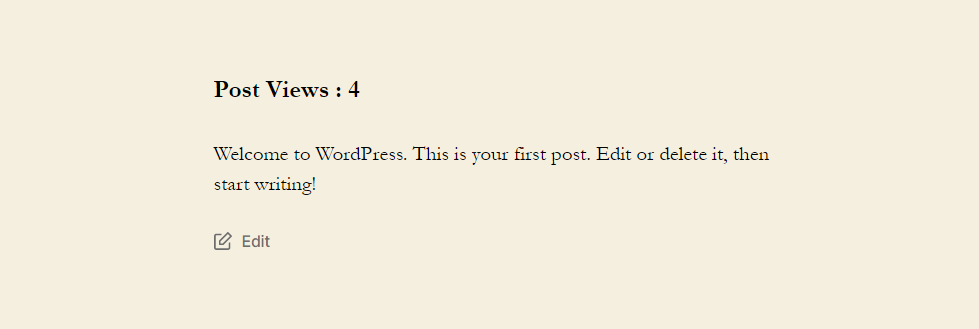 Post Views : 4
Welcome to WordPress. This is your first post. Edit or delete it, then
start writing!
Edit